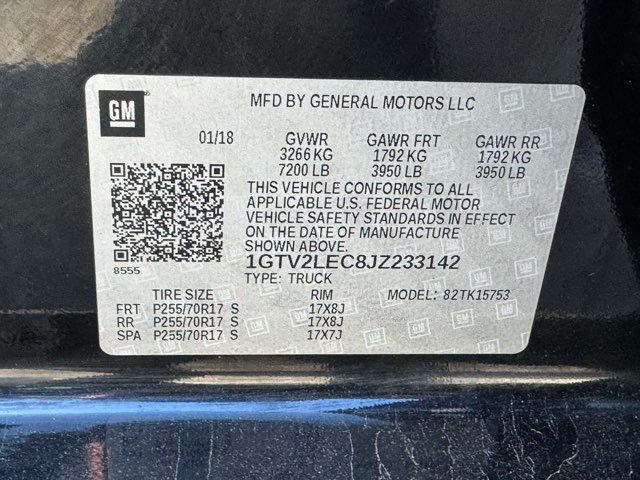 GM
MFD BY GENERAL MOTORS LLC
01/18 GVWR GAWR FRT GAWR RR
3266 KG 1792 KG 1792 KG
7200 LB 3950 LB 3950 LB
THIS VEHICLE CONFORMS TO ALL
APPLICABLE U.S. FEDERAL MOTOR
VEHICLE SAFETY STANDARDS IN EFFECT
ON THE DATE OF MANUFACTURE
SHOWN ABOVE.
8555
1GTV2LEC8JZ233142
TYPE: TRUCK
TIRE SIZE RIM MODEL: 82TK15753
FRT P255/70R17 S 17X8J
RR P255/70R17 S 17X8J
SPA P255/70R17 S 17X7J